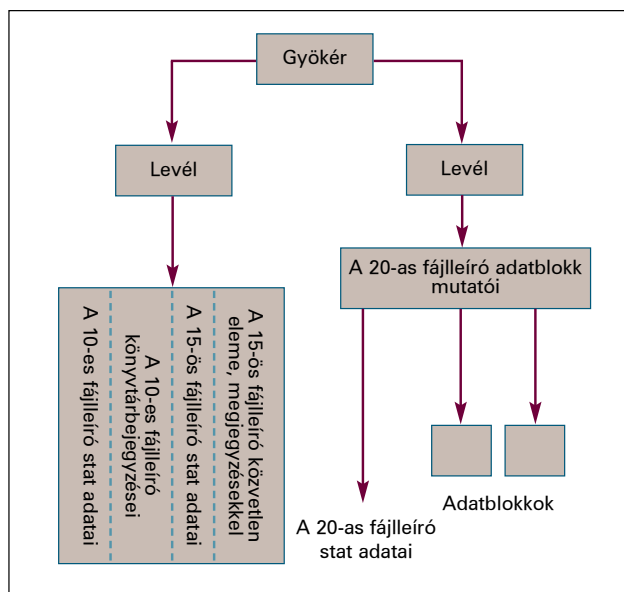 Gyökér
Levél
Levél
A 20-as fájlleíró adatblokk
mutatói
A 10-es fájlleíró stat adatai
A 10-es fájlleíró
könyvtárbejegyzései
A 15-ös fájlleíró stat adatai
A 15-ös fájlleíró közvetlen
eleme, megjegyzésekkel
A 20-as fájlleíró
stat adatai
Adatblokkok